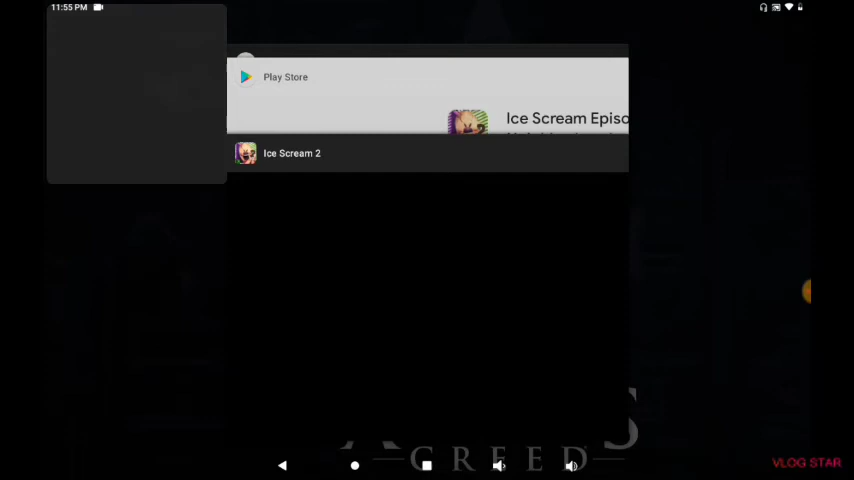 11:55 PM
Play Store
Ice Scream Episo
Ice Scream 2
GREED
VLOG STAR